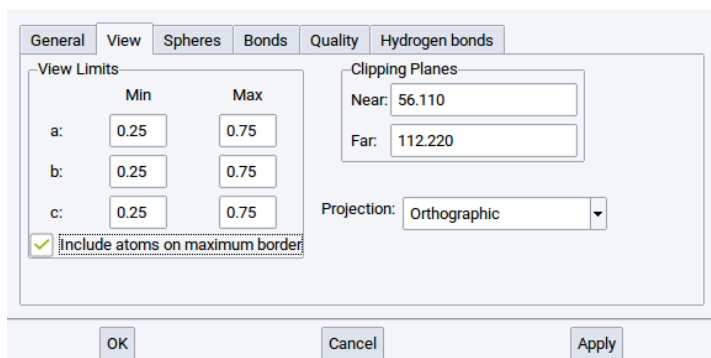 General View Spheres Bonds Quality Hydrogen bonds
View Limits
Min Max
a: 0.25 0.75
b: 0.25 0.75
c: 0.25 0.75
Include atoms on maximum border
Clipping Planes
Near: 56.110
Far: 112.220
Projection: Orthographic
OK Cancel Apply